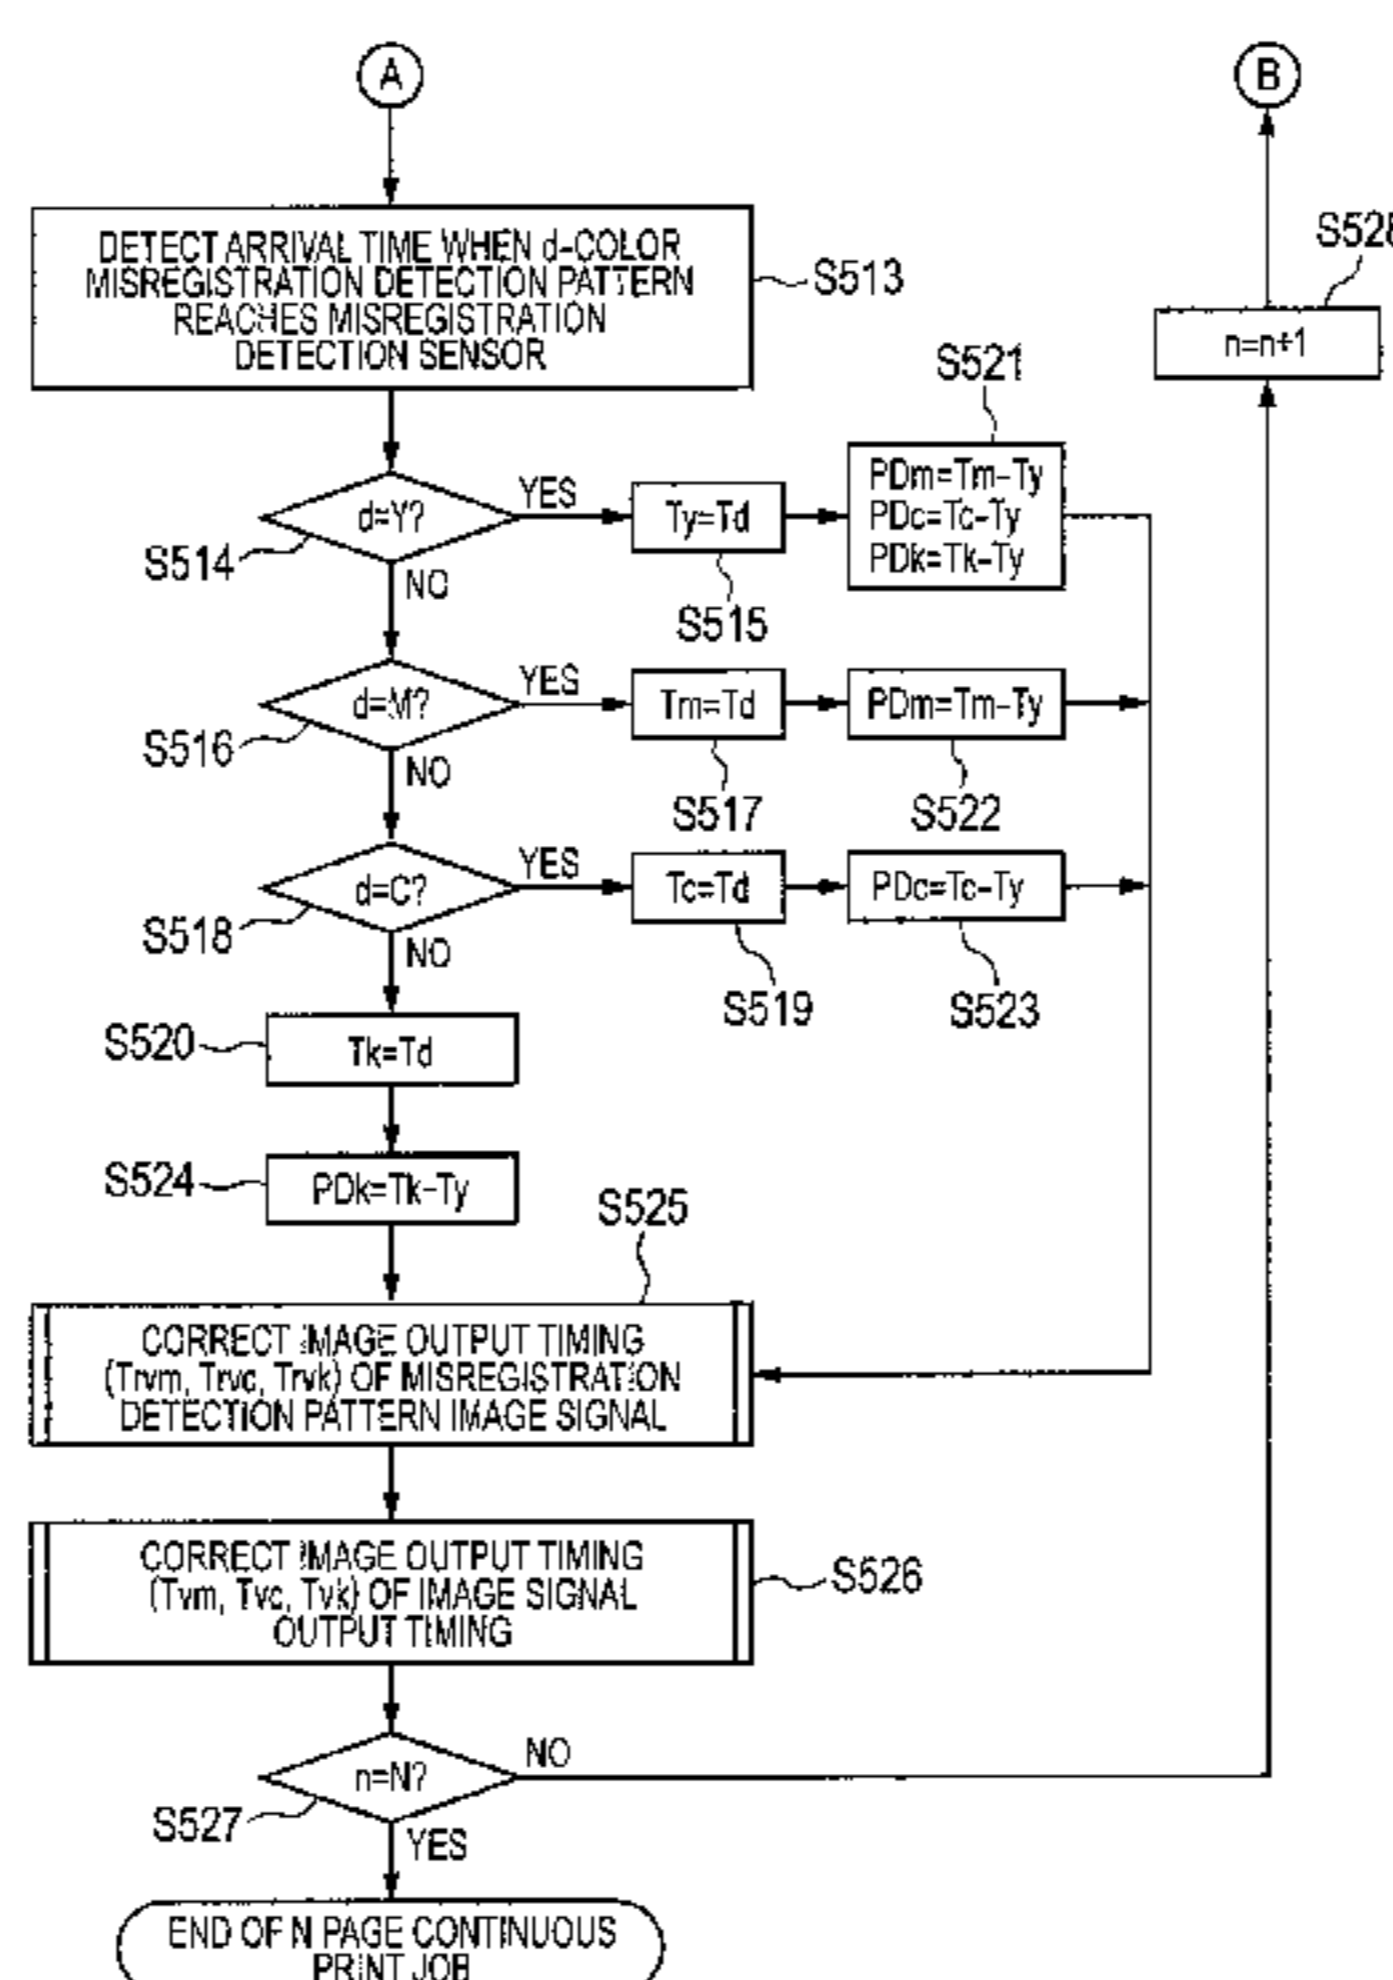 A
B
DETECT ARRIVAL TIME WHEN d-COLOR
MISREGISTRATION DETECTION PATTERN
REACHES MISREGISTRATION
DETECTION SENSOR
S513
S528
n=n+1
S521
d=Y?
YES
S514
NO
Ty=Td
S515
PDm=Tm-Ty
PDc=Tc-Ty
PDk=Tk-Ty
d=M?
YES
S516
NO
Tm=Td
S517
PDm=Tm-Ty
S522
d=C?
YES
S518
NO
Tc=Td
S519
PDc=Tc-Ty
S523
S520
Tk=Td
S524
PDk=Tk-Ty
S525
CORRECT IMAGE OUTPUT TIMING
(Trvm, Trvc, Trvk) OF MISREGISTRATION
DETECTION PATTERN IMAGE SIGNAL
CORRECT IMAGE OUTPUT TIMING
(Tvm, Tvc, Tvk) OF IMAGE SIGNAL
OUTPUT TIMING
S526
n=N?
NO
S527
YES
END OF N PAGE CONTINUOUS
PRINT JOB